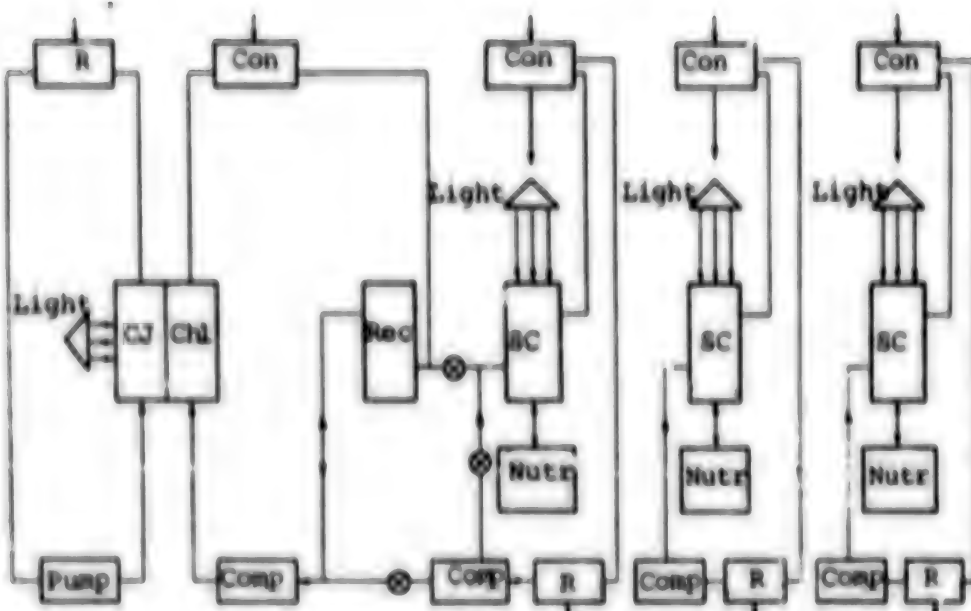 R
Con
Con
Con
Con
Light
Light
Light
Light
CJ
Chl
Rec
SC
SC
SC
Nutr
Nutr
Nutr
Pump
Comp
Comp
R
Comp
R
Comp
R